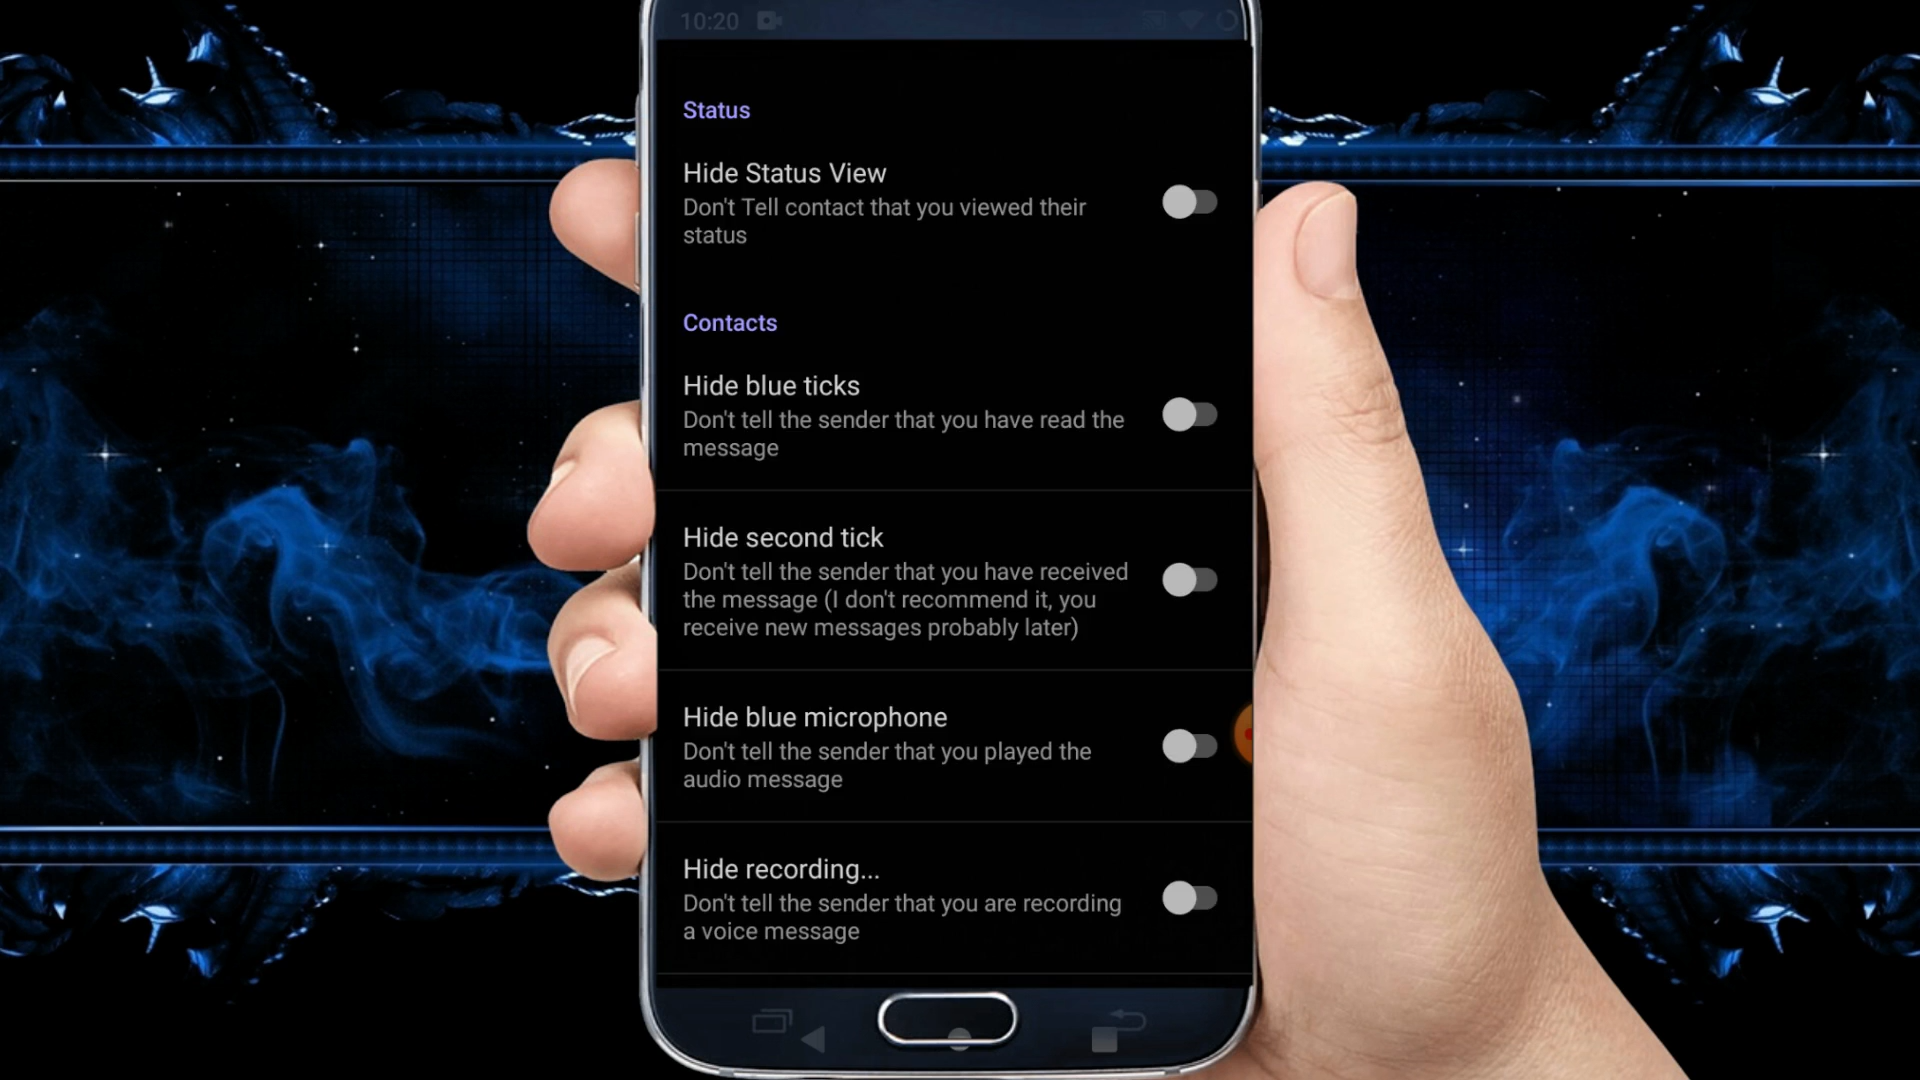 10:20
Status
Hide Status View
Don't Tell contact that you viewed their
status
Contacts
Hide blue ticks
Don't tell the sender that you have read the
message
Hide second tick
Don't tell the sender that you have received
the message (I don't recommend it, you
receive new messages probably later)
Hide blue microphone
Don't tell the sender that you played the
audio message
Hide recording...
Don't tell the sender that you are recording
a voice message